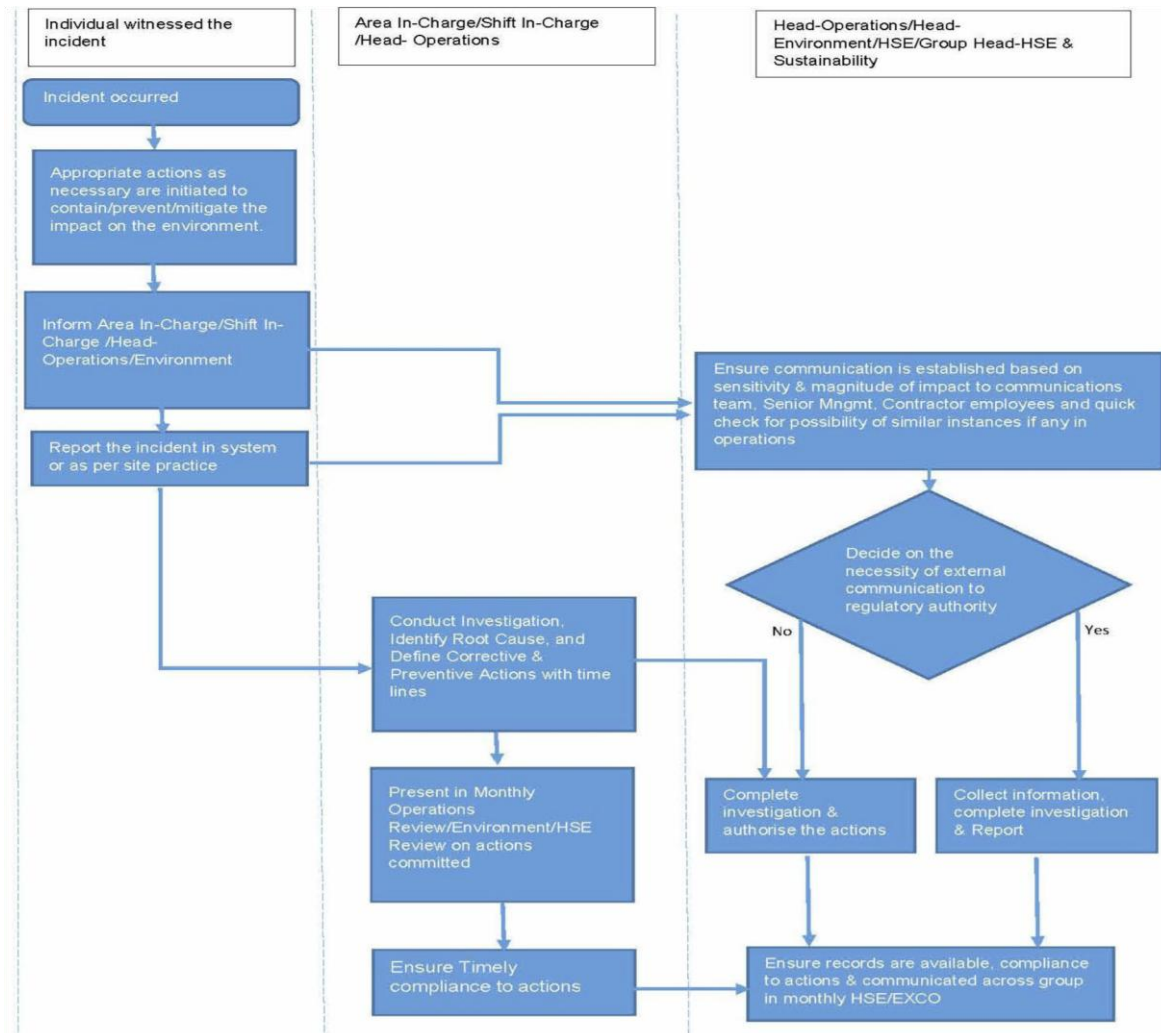 Individual witnessed the
incident
Area In-Charge/Shift In-Charge
/Head- Operations
Head-Operations/Head-
Environment/HSE/Group Head-HSE &
Sustainability
Incident occurred
Appropriate actions as
necessary are initiated to
contain/prevent/mitigate the
impact on the environment.
Inform Area In-Charge/Shift In-
Charge /Head-
Operations/Environment
Report the incident in system
or as per site practice
Ensure communication is established based on
sensitivity & magnitude of impact to communications
team, Senior Mngmt, Contractor employees and quick
check for possibility of similar instances if any in
operations
Decide on the
necessity of external
communication to
regulatory authority
No
Yes
Conduct Investigation,
Identify Root Cause, and
Define Corrective &
Preventive Actions with time
lines
Present in Monthly
Operations
Review/Environment/HSE
Review on actions
committed
Complete
investigation &
authorise the actions
Collect information,
complete investigation
& Report
Ensure Timely
compliance to actions
Ensure records are available, compliance
to actions & communicated across group
in monthly HSE/EXCO